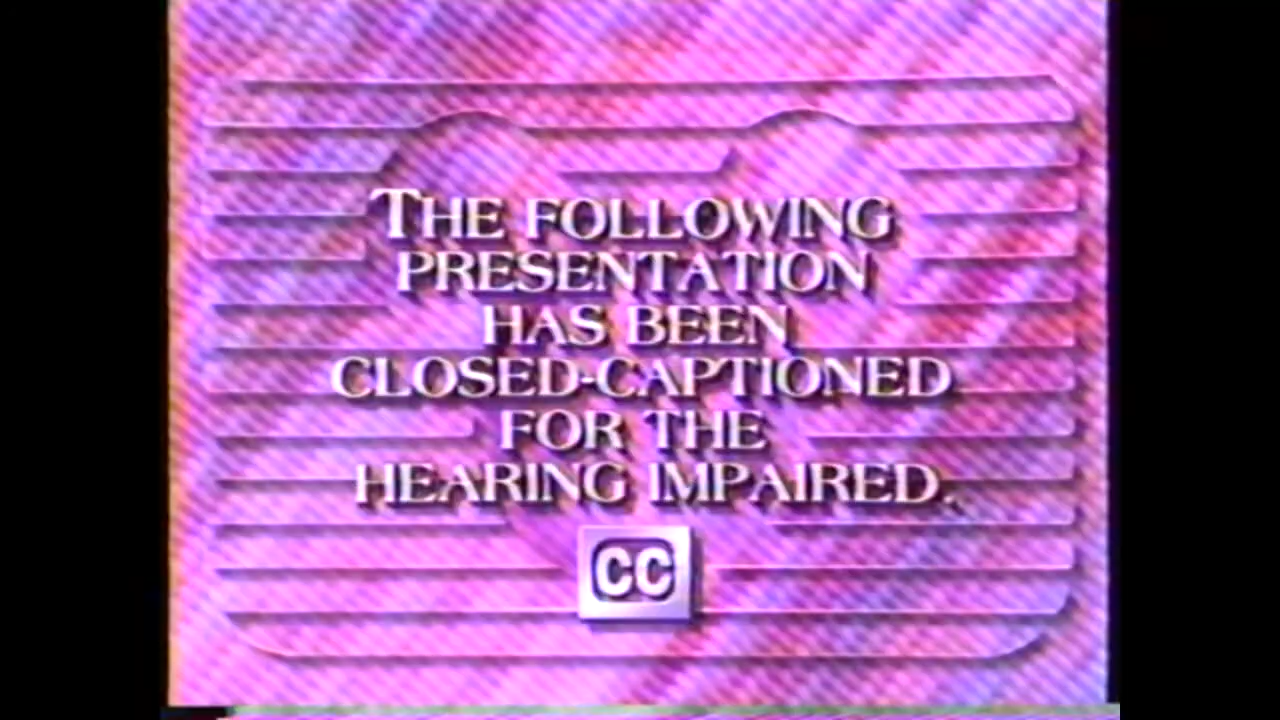 THE FOLLOWING
PRESENTATION
HAS BEEN
CLOSED-CAPTIONED
FOR THE
HEARING IMPAIRED.
CC